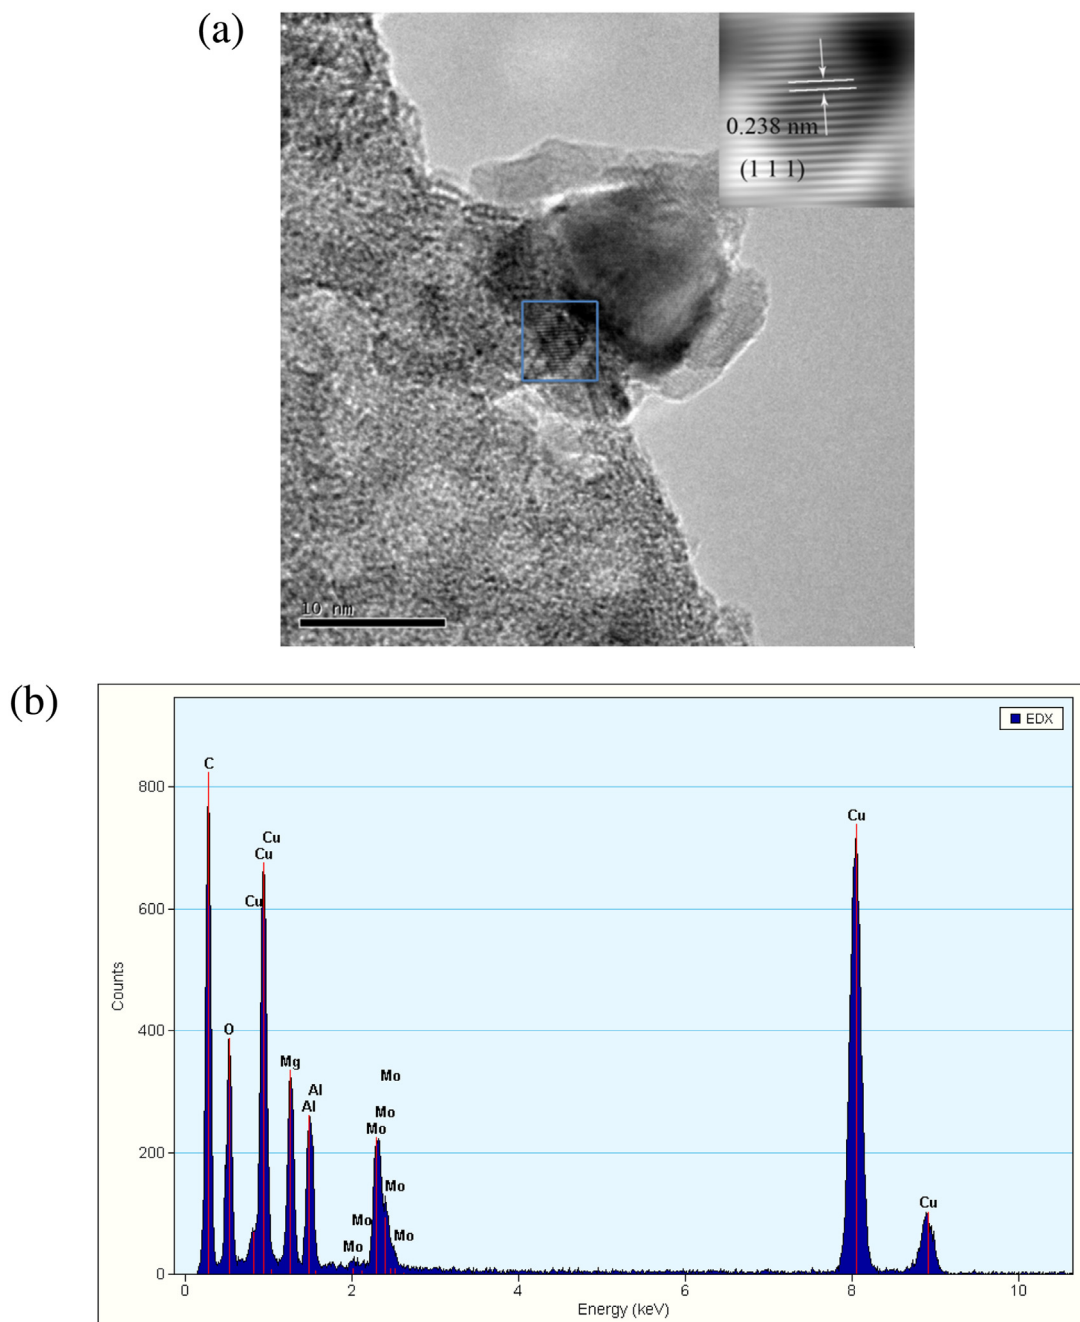 (a)
0.238 nm
(1 1 1)
10 nm
(b)
EDX
C
Cu
Cu
Cu
O
Mg
Al
Al
Mo
Mo
Mo
Mo
Mo
Mo
Mo
Cu
Cu
800
600
400
200
0
Counts
0 2 4 6 8 10
Energy (keV)